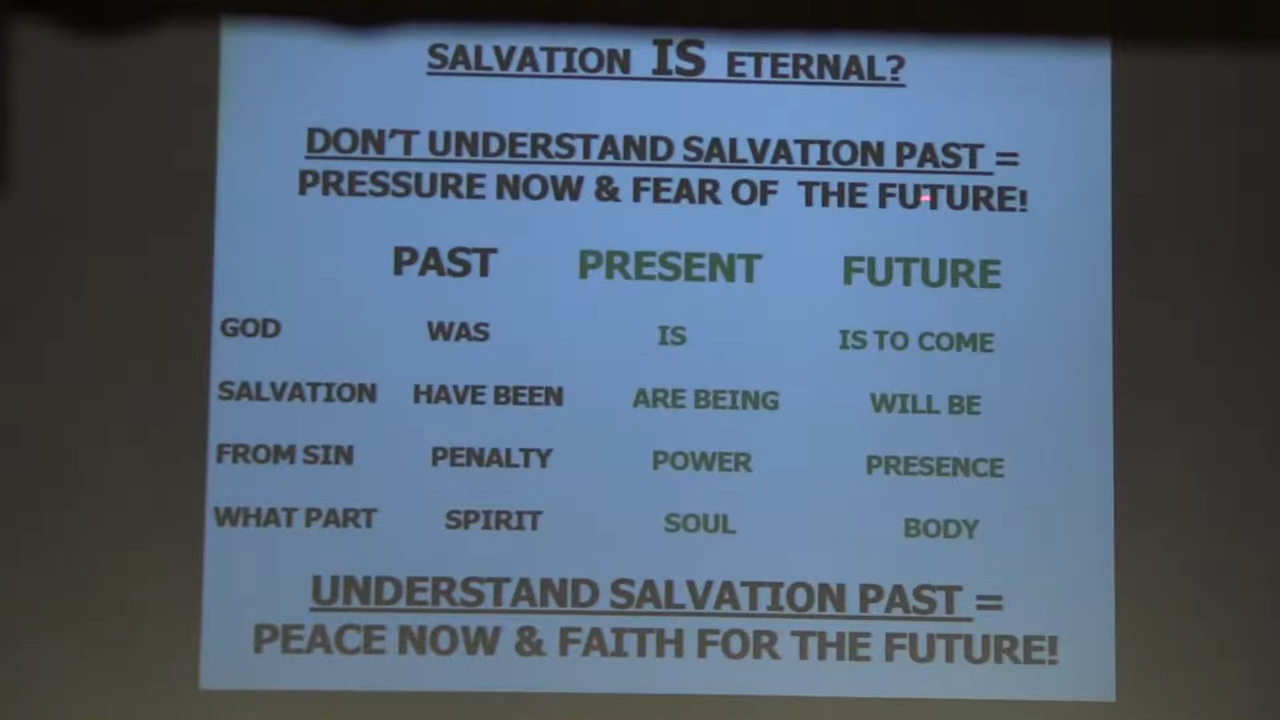 SALVATION IS ETERNAL?
DON'T UNDERSTAND SALVATION PAST =
PRESSURE NOW & FEAR OF THE FUTURE!
PAST PRESENT FUTURE
GOD WAS IS IS TO COME
SALVATION HAVE BEEN ARE BEING WILL BE
FROM SIN PENALTY POWER PRESENCE
WHAT PART SPIRIT SOUL BODY
UNDERSTAND SALVATION PAST =
PEACE NOW & FAITH FOR THE FUTURE!